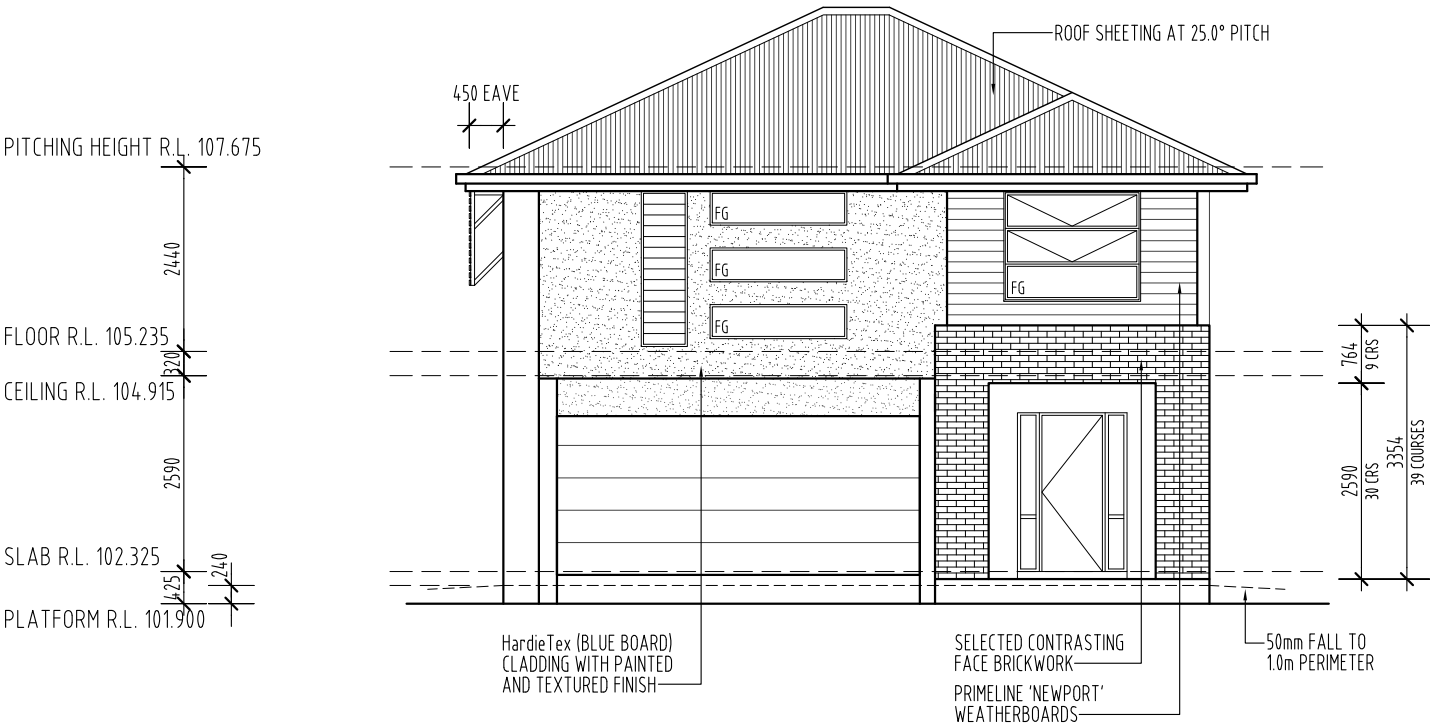 ROOF SHEETING AT 25.0° PITCH
450 EAVE
PITCHING HEIGHT R.L. 107.675
2440
FG
FG
FG
FG
FLOOR R.L. 105.235
320
CEILING R.L. 104.915
2590
SLAB R.L. 102.325
425
240
PLATFORM R.L. 101.900
764
9 CRS
2590
30 CRS
3354
39 COURSES
HardieTex (BLUE BOARD)
CLADDING WITH PAINTED
AND TEXTURED FINISH
SELECTED CONTRASTING
FACE BRICKWORK
PRIMELINE 'NEWPORT'
WEATHERBOARDS
50mm FALL TO
1.0m PERIMETER